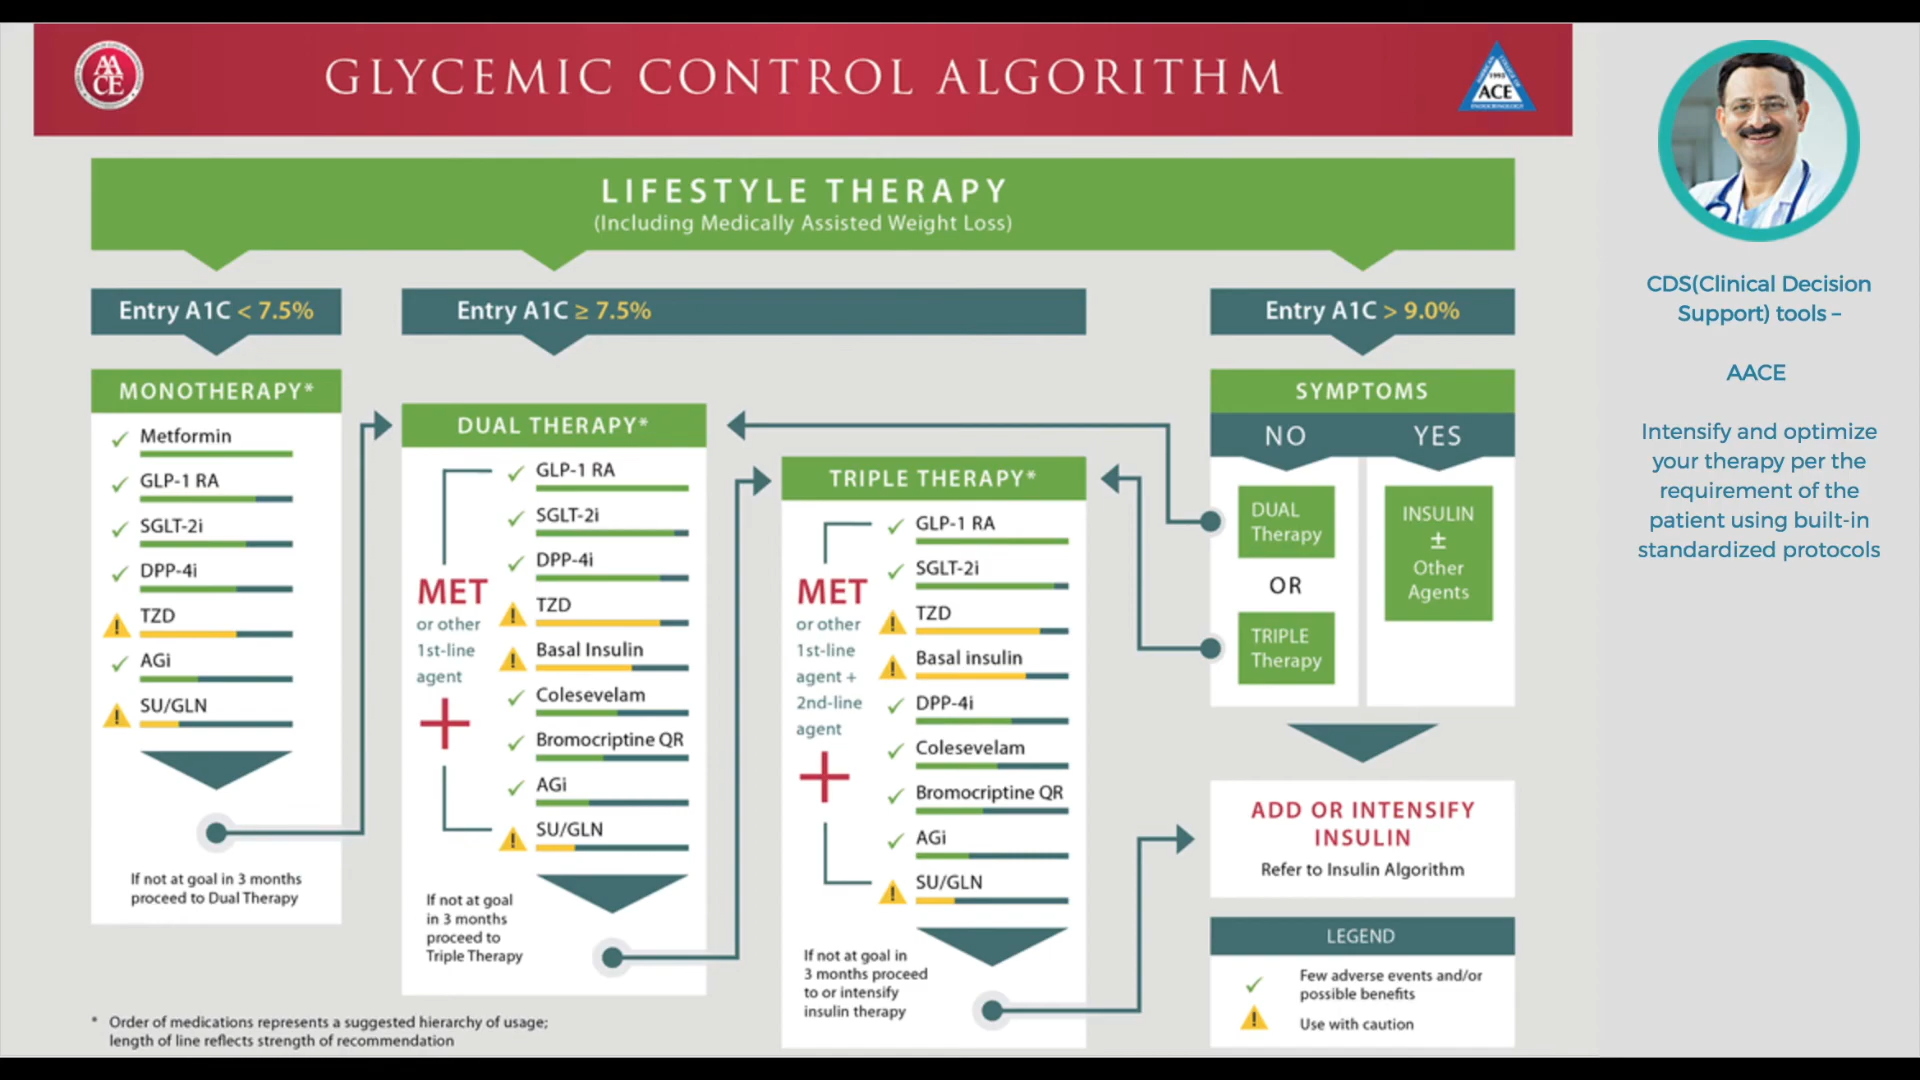 AACE
GLYCEMIC CONTROL ALGORITHM
1993
ACE
LIFESTYLE THERAPY
(Including Medically Assisted Weight Loss)
Entry A1C < 7.5%
MONOTHERAPY*
Metformin
GLP-1 RA
SGLT-2i
DPP-4i
TZD
AGi
SU/GLN
If not at goal in 3 months
proceed to Dual Therapy
Entry A1C ≥ 7.5%
DUAL THERAPY*
MET
or other
1st-line
agent
+
GLP-1 RA
SGLT-2i
DPP-4i
TZD
Basal Insulin
Colesevelam
Bromocriptine QR
AGi
SU/GLN
If not at goal
in 3 months
proceed to
Triple Therapy
TRIPLE THERAPY*
MET
or other
1st-line
agent +
2nd-line
agent
+
GLP-1 RA
SGLT-2i
TZD
Basal insulin
DPP-4i
Colesevelam
Bromocriptine QR
AGi
SU/GLN
If not at goal in
3 months proceed
to or intensify
insulin therapy
Entry A1C > 9.0%
SYMPTOMS
NO
YES
DUAL
Therapy
OR
TRIPLE
Therapy
INSULIN
±
Other
Agents
ADD OR INTENSIFY
INSULIN
Refer to Insulin Algorithm
LEGEND
Few adverse events and/or
possible benefits
Use with caution
* Order of medications represents a suggested hierarchy of usage;
length of line reflects strength of recommendation
CDS(Clinical Decision
Support) tools –
AACE
Intensify and optimize
your therapy per the
requirement of the
patient using built-in
standardized protocols